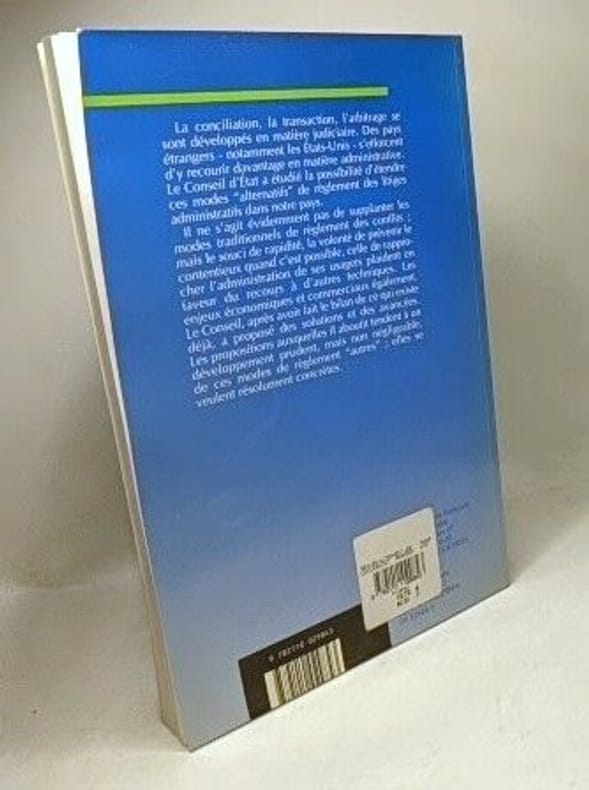 La conciliation, la transaction, l'arbitrage se
sont développés en matière judiciaire. Des pays
étrangers - notamment les États-Unis - s'efforcent
d'y recourir davantage en matière administrative.
Le Conseil d'État a étudié la possibilité d'étendre
ces modes "alternatifs" de règlement des litiges
administratifs dans notre pays.
Il ne s'agit évidemment pas de supplanter les
modes traditionnels de règlement des conflits ;
mais le souci de rapidité, la volonté de prévenir le
contentieux quand c'est possible, celle de rappro-
cher l'administration de ses usagers plaident en
faveur du recours à d'autres techniques. Les
enjeux économiques et commerciaux également.
Le Conseil, après avoir fait le bilan de ce qui existe
déjà, a proposé des solutions et des avancées.
Les propositions auxquelles il aboutit tendent à un
développement prudent, mais non négligeable,
de ces modes de règlement "autres" ; elles se
veulent résolument concrètes.